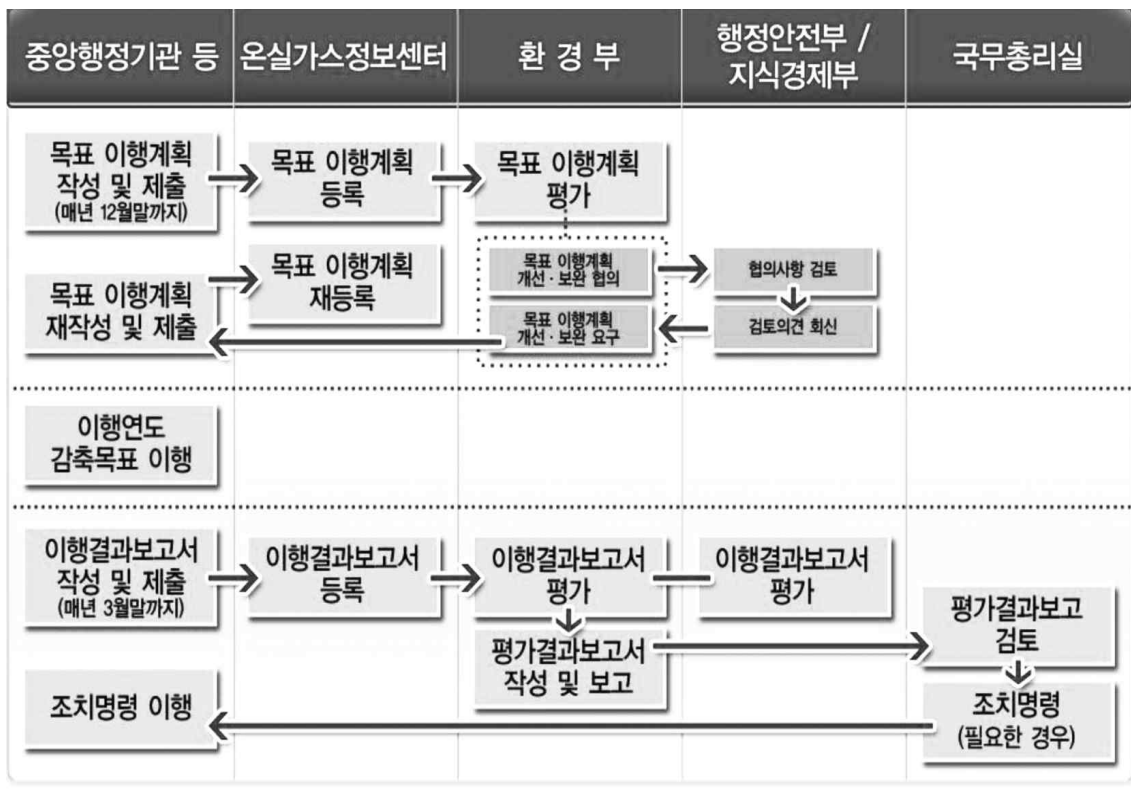 중앙행정기관 등
온실가스정보센터
환 경 부
행정안전부 /
지식경제부
국무총리실
목표 이행계획
작성 및 제출
(매년 12월말까지)
목표 이행계획
등록
목표 이행계획
평가
목표 이행계획
재작성 및 제출
목표 이행계획
재등록
목표 이행계획
개선 · 보완 협의
협의사항 검토
목표 이행계획
개선 · 보완 요구
검토의견 회신
이행연도
감축목표 이행
이행결과보고서
작성 및 제출
(매년 3월말까지)
이행결과보고서
등록
이행결과보고서
평가
이행결과보고서
평가
평가결과보고서
작성 및 보고
평가결과보고
검토
조치명령 이행
조치명령
(필요한 경우)